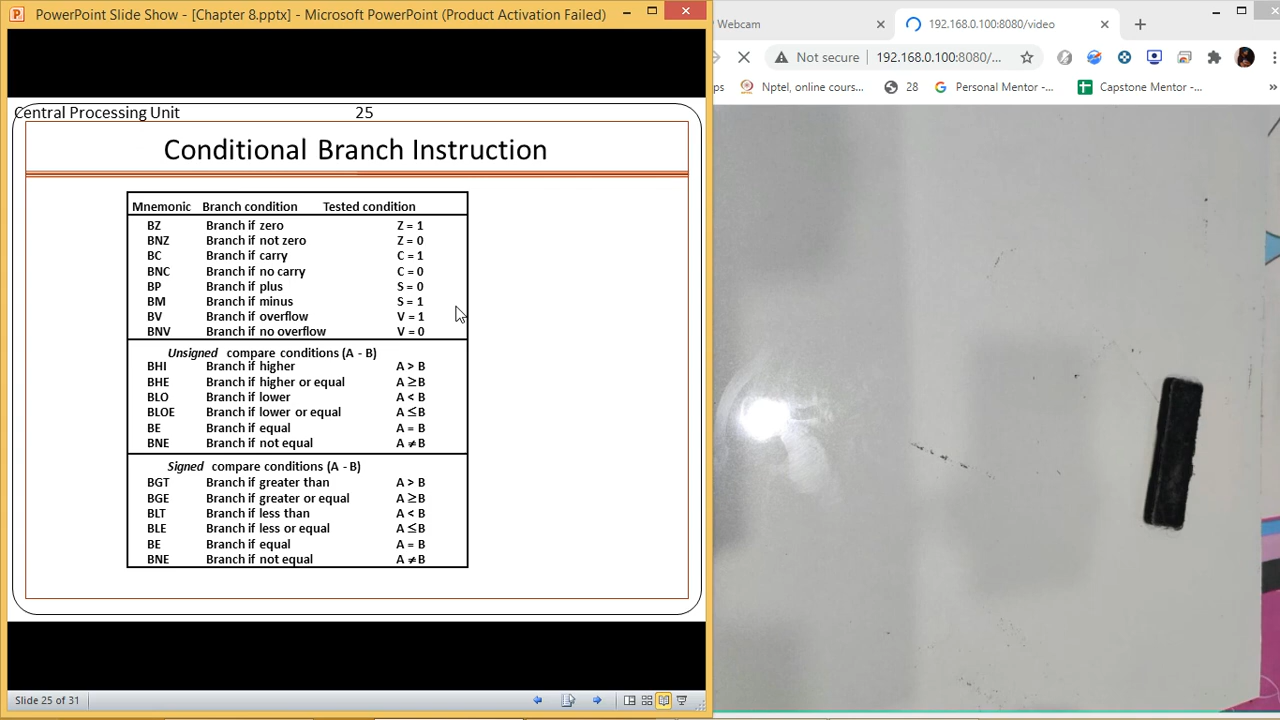 PowerPoint Slide Show - [Chapter 8.pptx] - Microsoft PowerPoint (Product Activation Failed)
Webcam
192.168.0.100:8080/video
Not secure
192.168.0.100:8080/...
ps
Nptel, online cours...
28
Personal Mentor -...
Capstone Mentor -...
»
Central Processing Unit 25
Conditional Branch Instruction
Mnemonic Branch condition Tested condition
BZ Branch if zero Z = 1
BNZ Branch if not zero Z = 0
BC Branch if carry C = 1
BNC Branch if no carry C = 0
BP Branch if plus S = 0
BM Branch if minus S = 1
BV Branch if overflow V = 1
BNV Branch if no overflow V = 0
Unsigned compare conditions (A - B)
BHI Branch if higher A > B
BHE Branch if higher or equal A ≥ B
BLO Branch if lower A < B
BLOE Branch if lower or equal A ≤ B
BE Branch if equal A = B
BNE Branch if not equal A ≠ B
Signed compare conditions (A - B)
BGT Branch if greater than A > B
BGE Branch if greater or equal A ≥ B
BLT Branch if less than A < B
BLE Branch if less or equal A ≤ B
BE Branch if equal A = B
BNE Branch if not equal A ≠ B
Slide 25 of 31